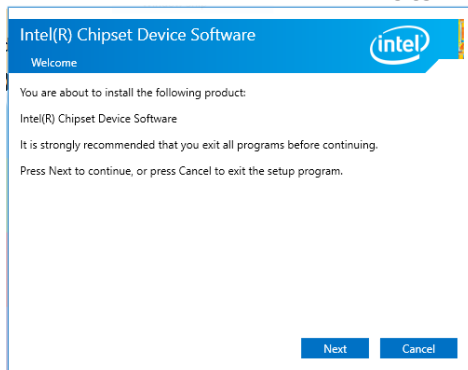 Intel(R) Chipset Device Software
intel
Welcome
You are about to install the following product:
Intel(R) Chipset Device Software
It is strongly recommended that you exit all programs before continuing.
Press Next to continue, or press Cancel to exit the setup program.
Next Cancel